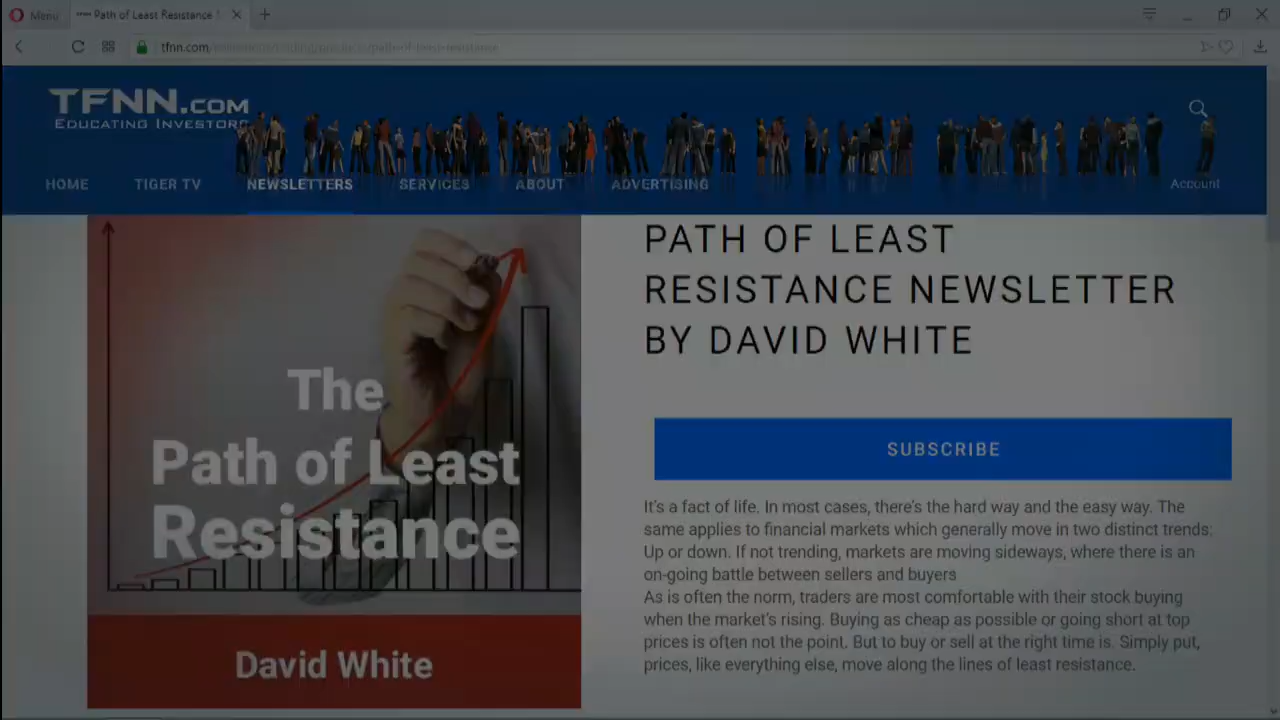 Menu
Path of Least Resistance
tfnn.com
TFNN.COM
EDUCATING INVESTORS
HOME TIGER TV NEWSLETTERS SERVICES ABOUT ADVERTISING Account
The
Path of Least
Resistance
David White
PATH OF LEAST
RESISTANCE NEWSLETTER
BY DAVID WHITE
SUBSCRIBE
It's a fact of life. In most cases, there's the hard way and the easy way. The
same applies to financial markets which generally move in two distinct trends:
Up or down. If not trending, markets are moving sideways, where there is an
on-going battle between sellers and buyers
As is often the norm, traders are most comfortable with their stock buying
when the market's rising. Buying as cheap as possible or going short at top
prices is often not the point. But to buy or sell at the right time is. Simply put,
prices, like everything else, move along the lines of least resistance.